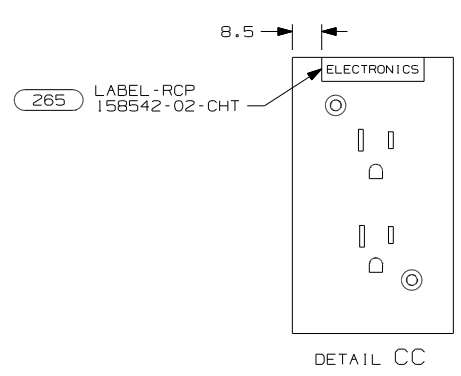 8.5
ELECTRONICS
265
LABEL-RCP
158542-02-CHT
DETAIL CC